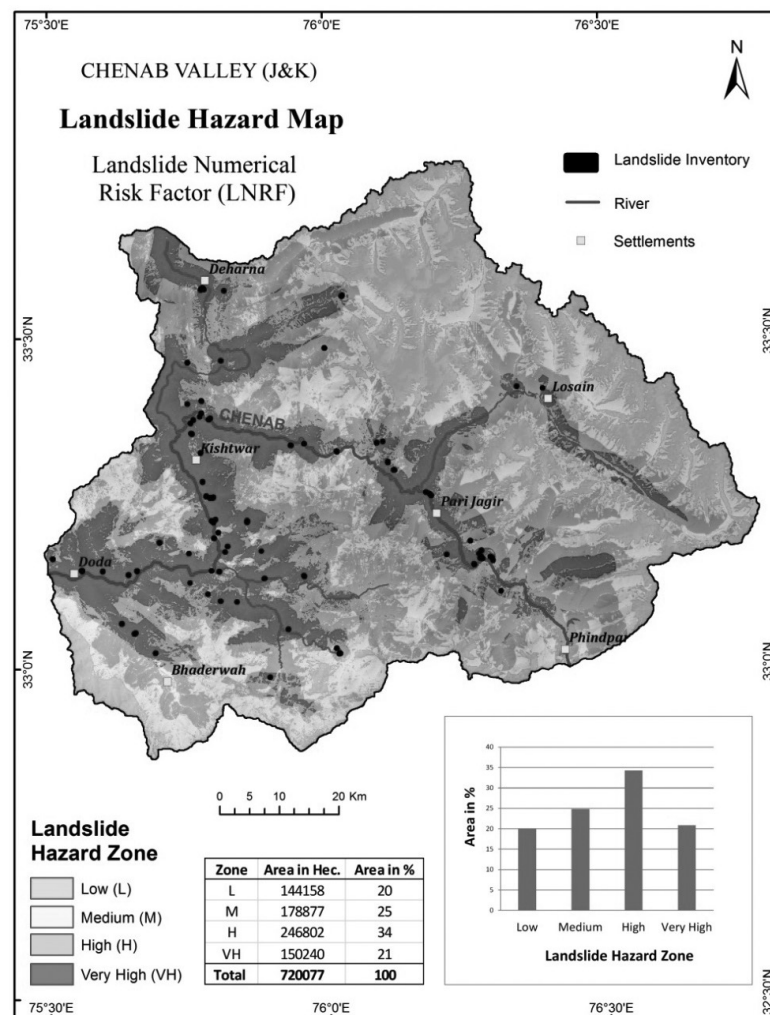 75°30'E 76°0'E 76°30'E
CHENAB VALLEY (J&K)
Landslide Hazard Map
Landslide Numerical
Risk Factor (LNRF)
N
Landslide Inventory
River
Settlements
33°30'N 33°30'N
33°0'N 33°0'N
32°30'N
Deharna
Losain
CHENAB
Kishtwar
Pari Jagir
Doda
Phindpar
Bhaderwah
0 5 10 20 Km
Landslide
Hazard Zone
Low (L)
Medium (M)
High (H)
Very High (VH)
Zone Area in Hec. Area in %
L 144158 20
M 178877 25
H 246802 34
VH 150240 21
Total 720077 100
Area in %
40
35
30
25
20
15
10
5
0
Low Medium High Very High
Landslide Hazard Zone
75°30'E 76°0'E 76°30'E